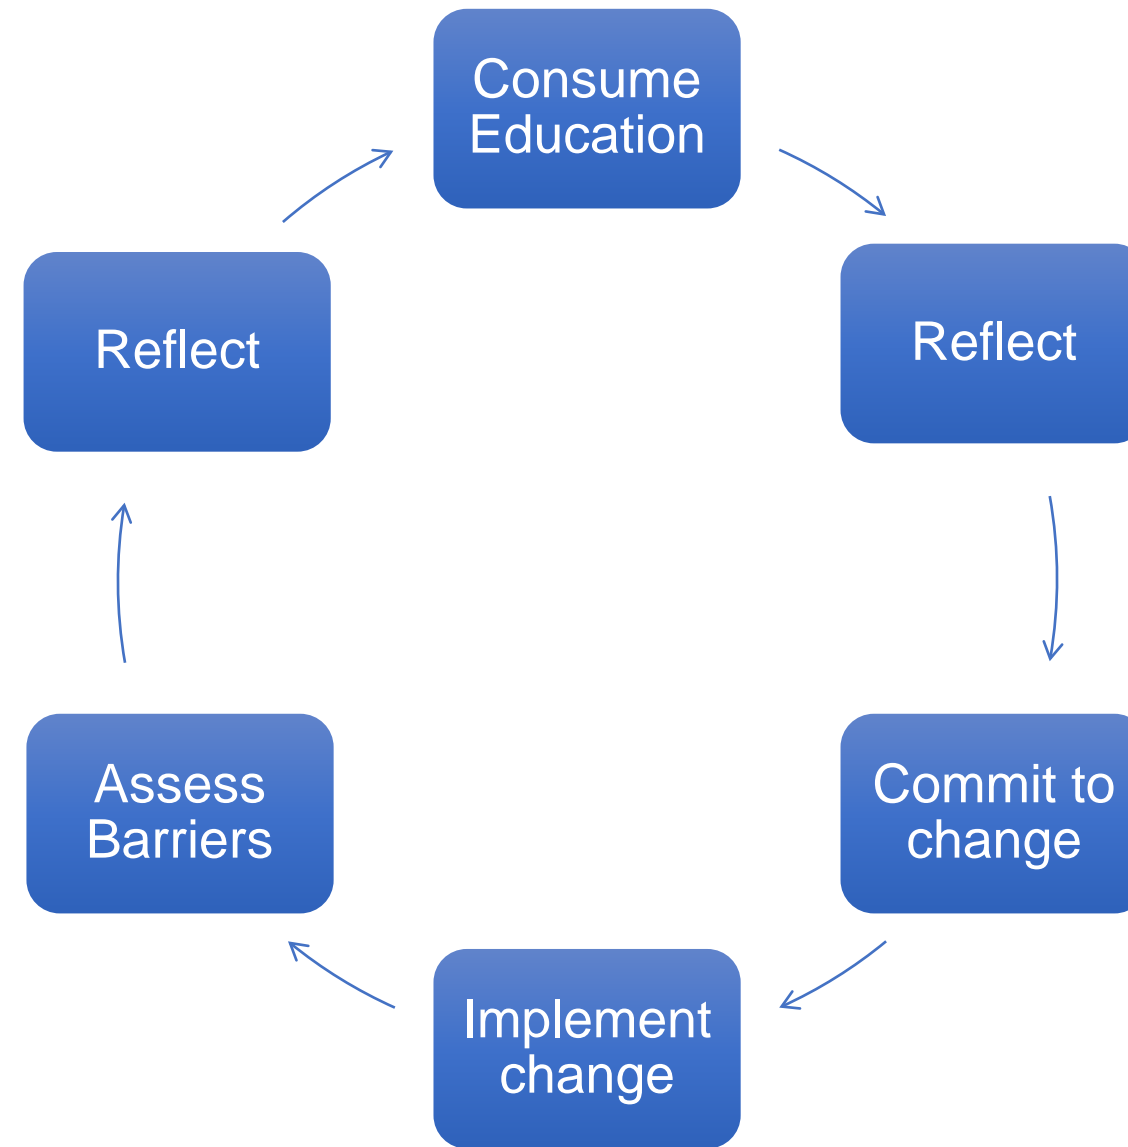 Consume
Education
Reflect
Commit to
change
Implement
change
Assess
Barriers
Reflect